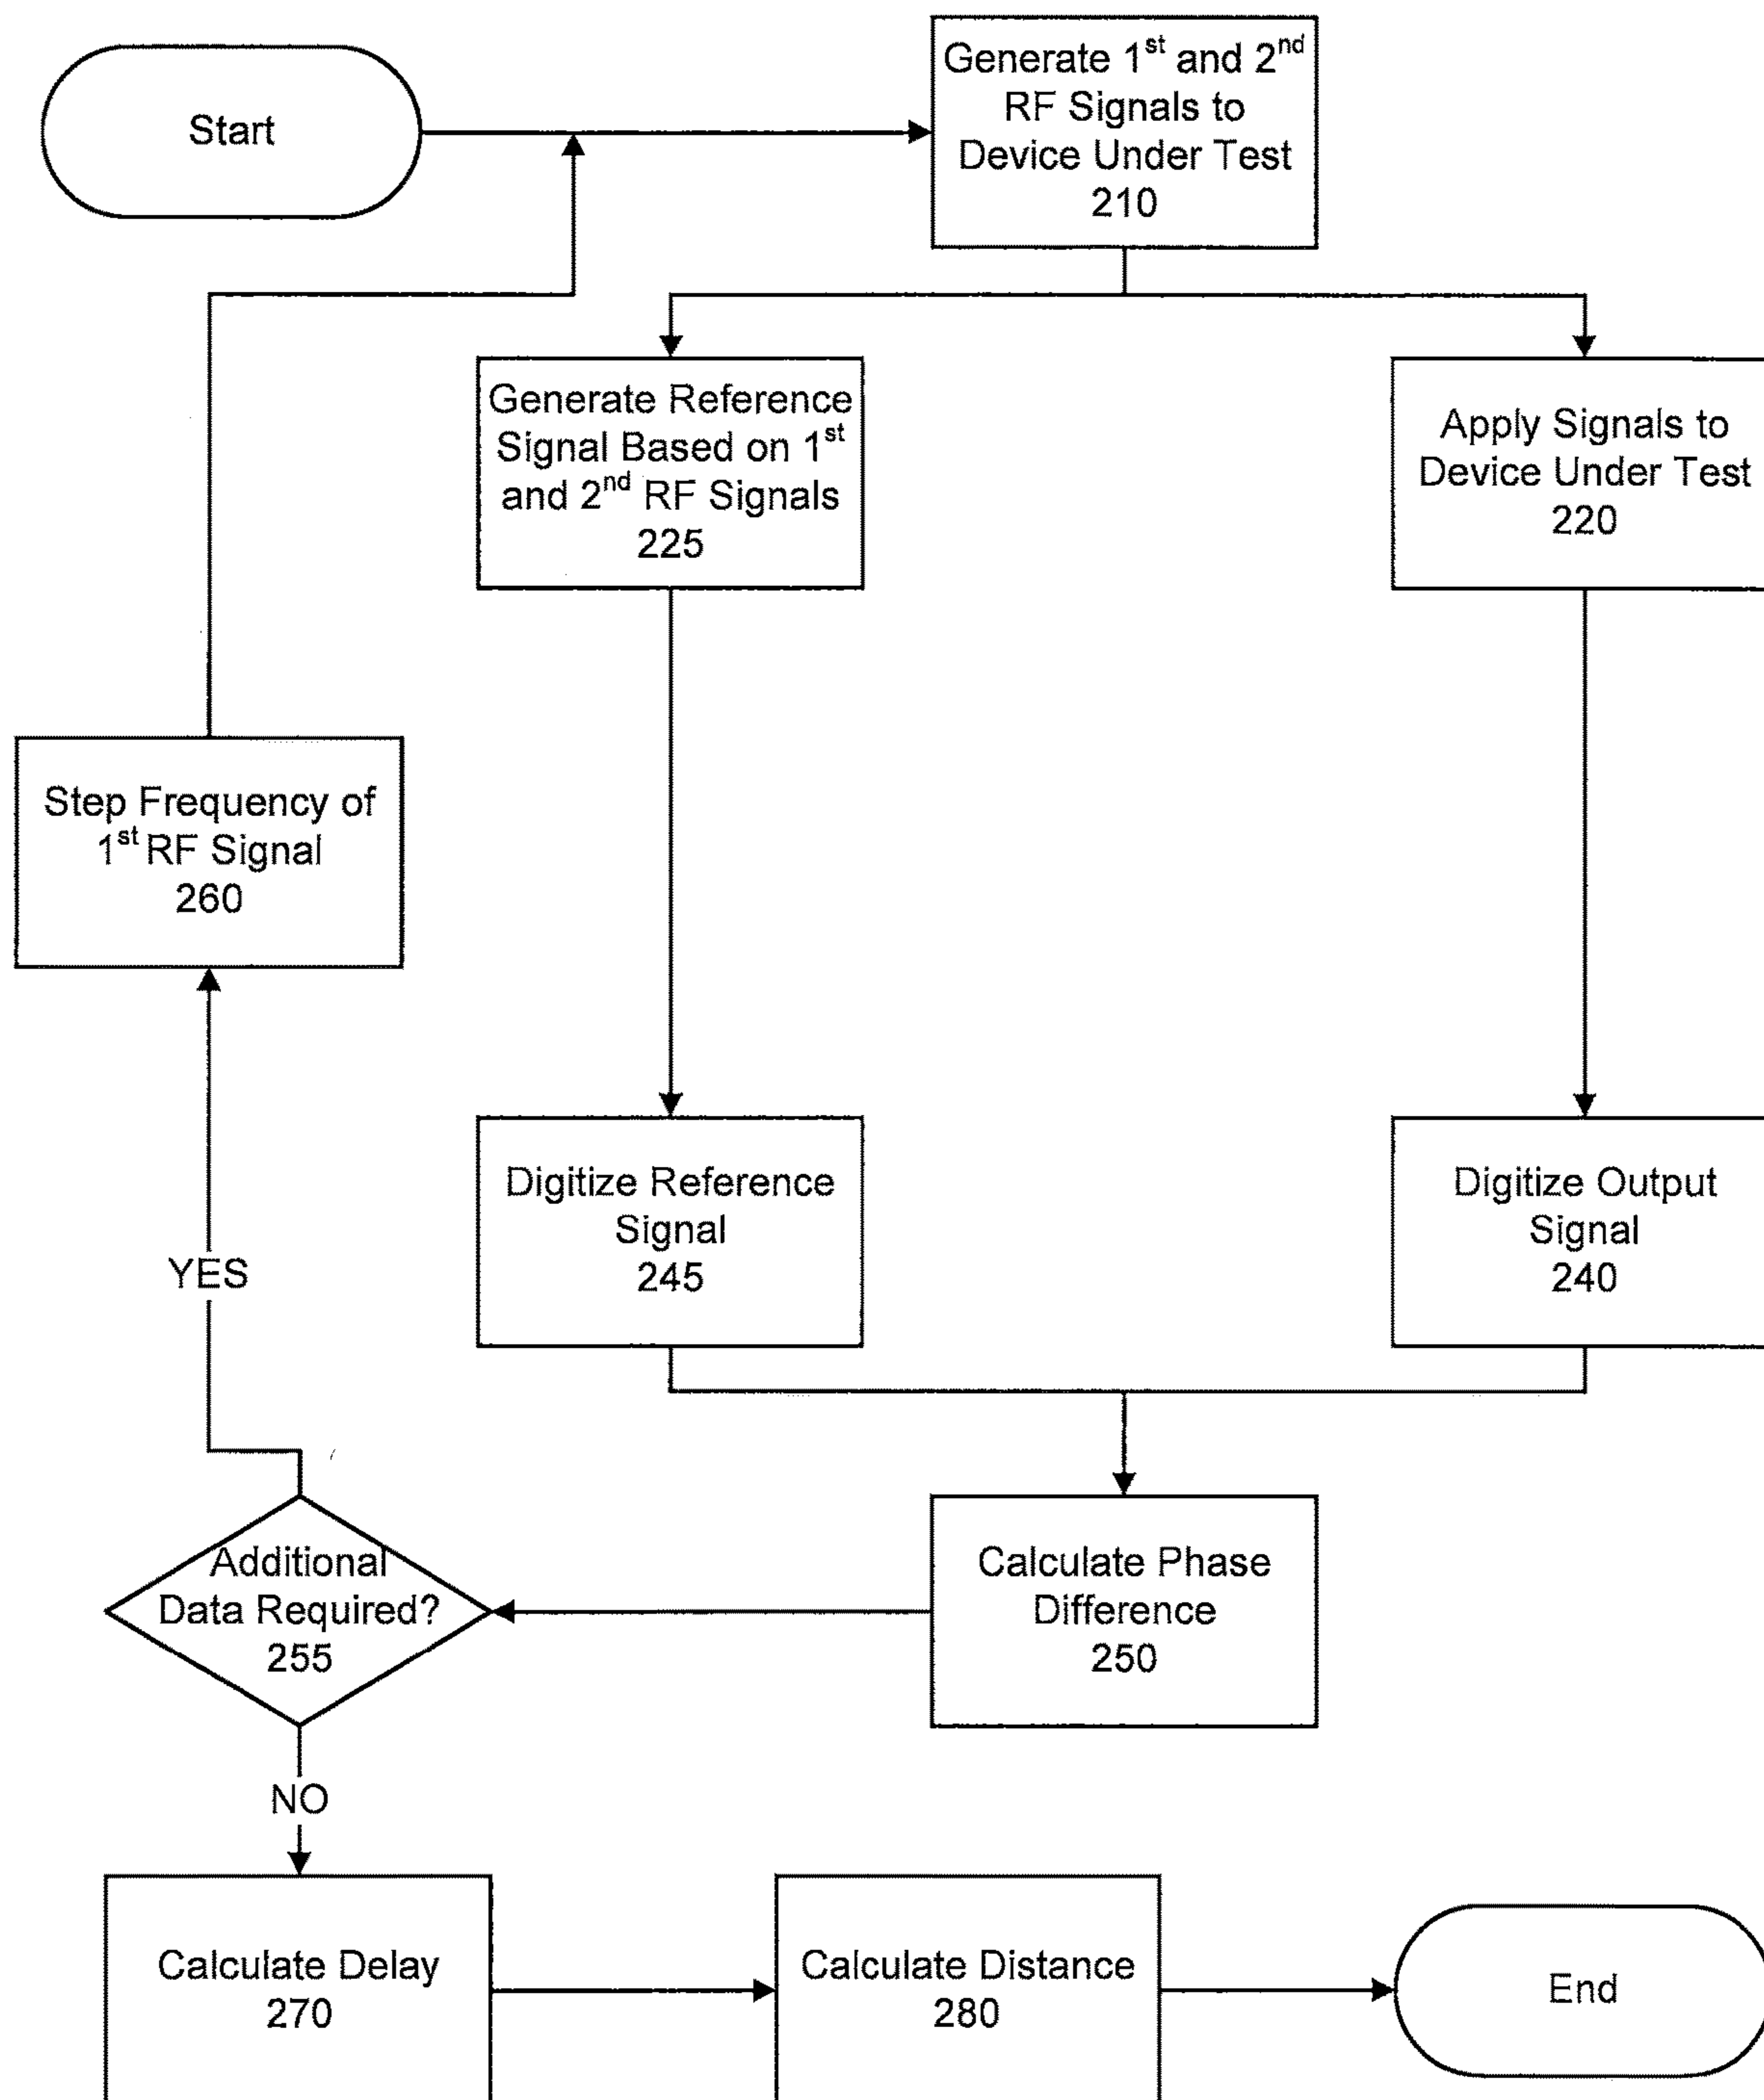 Start
Generate 1st and 2nd
RF Signals to
Device Under Test
210
Generate Reference
Signal Based on 1st
and 2nd RF Signals
225
Apply Signals to
Device Under Test
220
Step Frequency of
1st RF Signal
260
Digitize Reference
Signal
245
Digitize Output
Signal
240
YES
Additional
Data Required?
255
Calculate Phase
Difference
250
NO
Calculate Delay
270
Calculate Distance
280
End